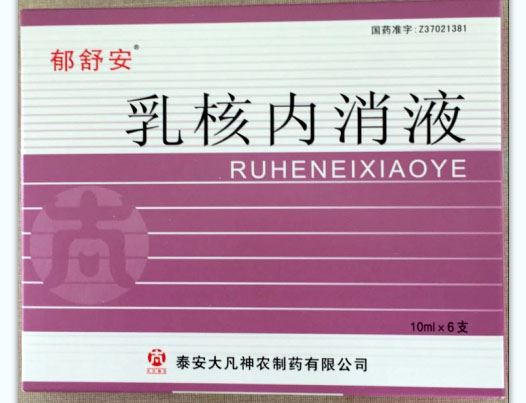 国药准字:Z37021381
郁舒安®
乳核内消液
RUHENEIXIAOYE
10ml×6支
泰安大凡神农制药有限公司